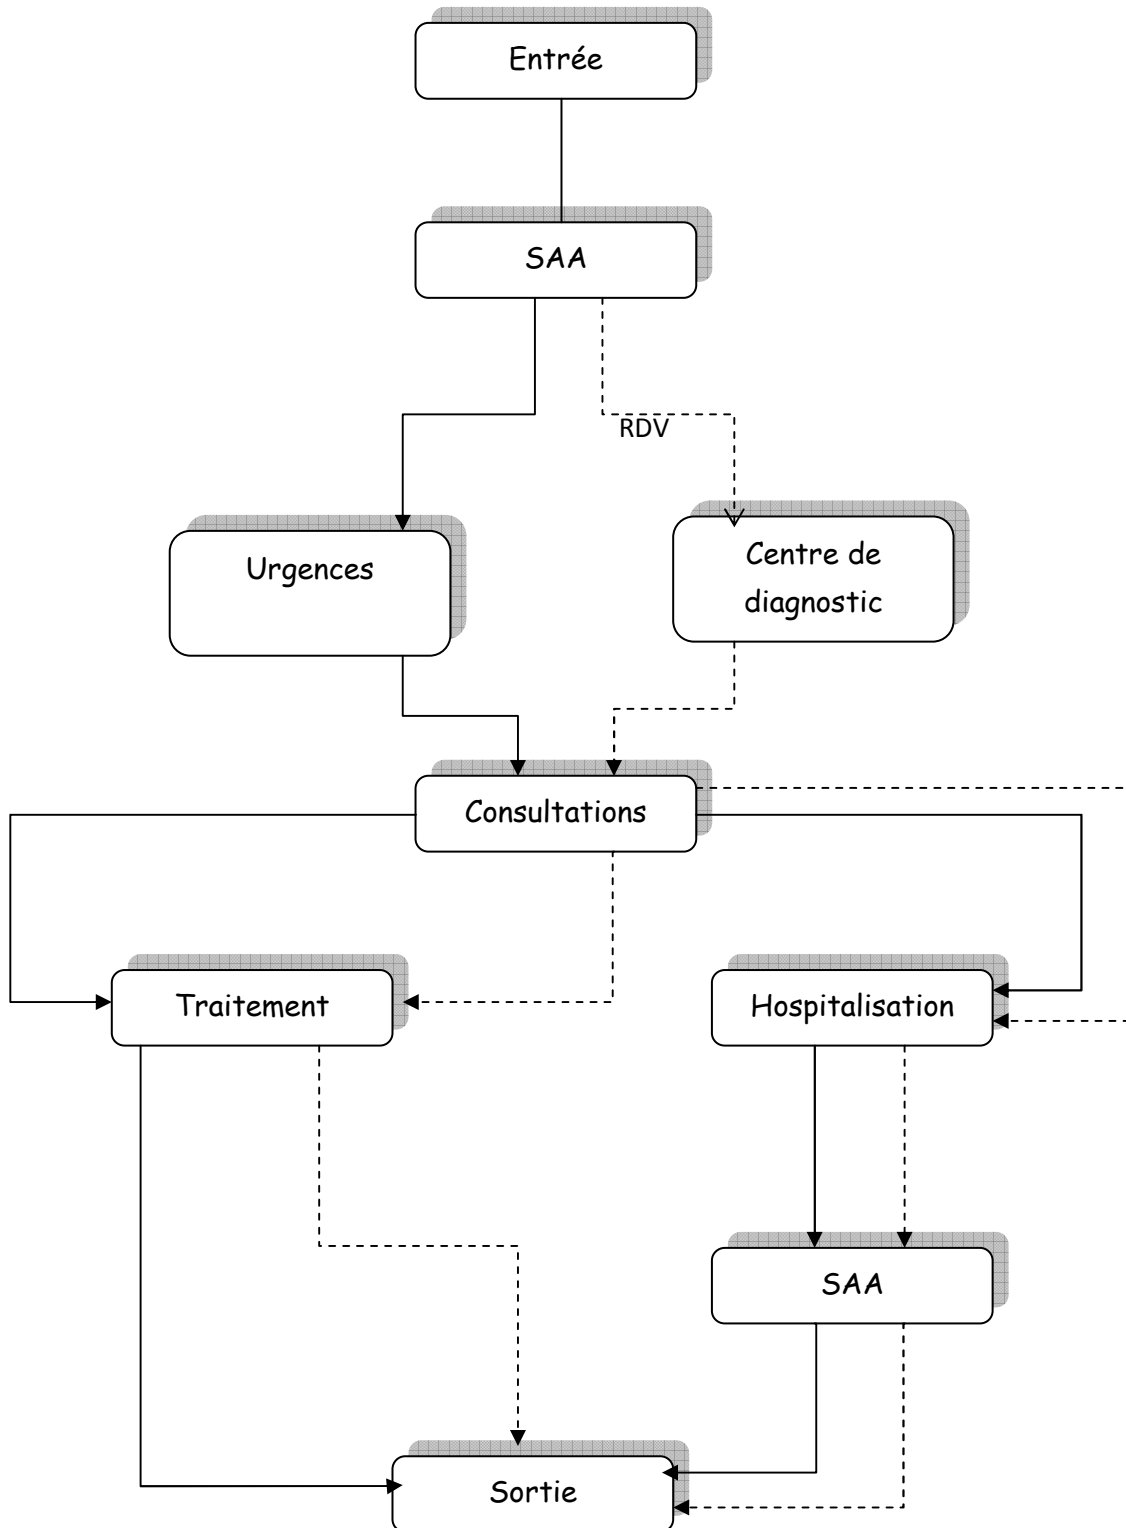 Entrée
SAA
RDV
Urgences
Centre de
diagnostic
Consultations
Traitement
Hospitalisation
SAA
Sortie